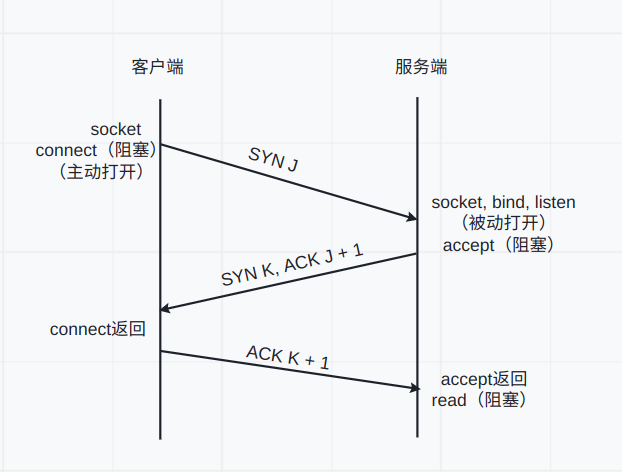 客户端
服务端
socket
connect（阻塞）
（主动打开）
SYN J
socket, bind, listen
（被动打开）
accept（阻塞）
SYN K, ACK J + 1
connect返回
ACK K + 1
accept返回
read（阻塞）